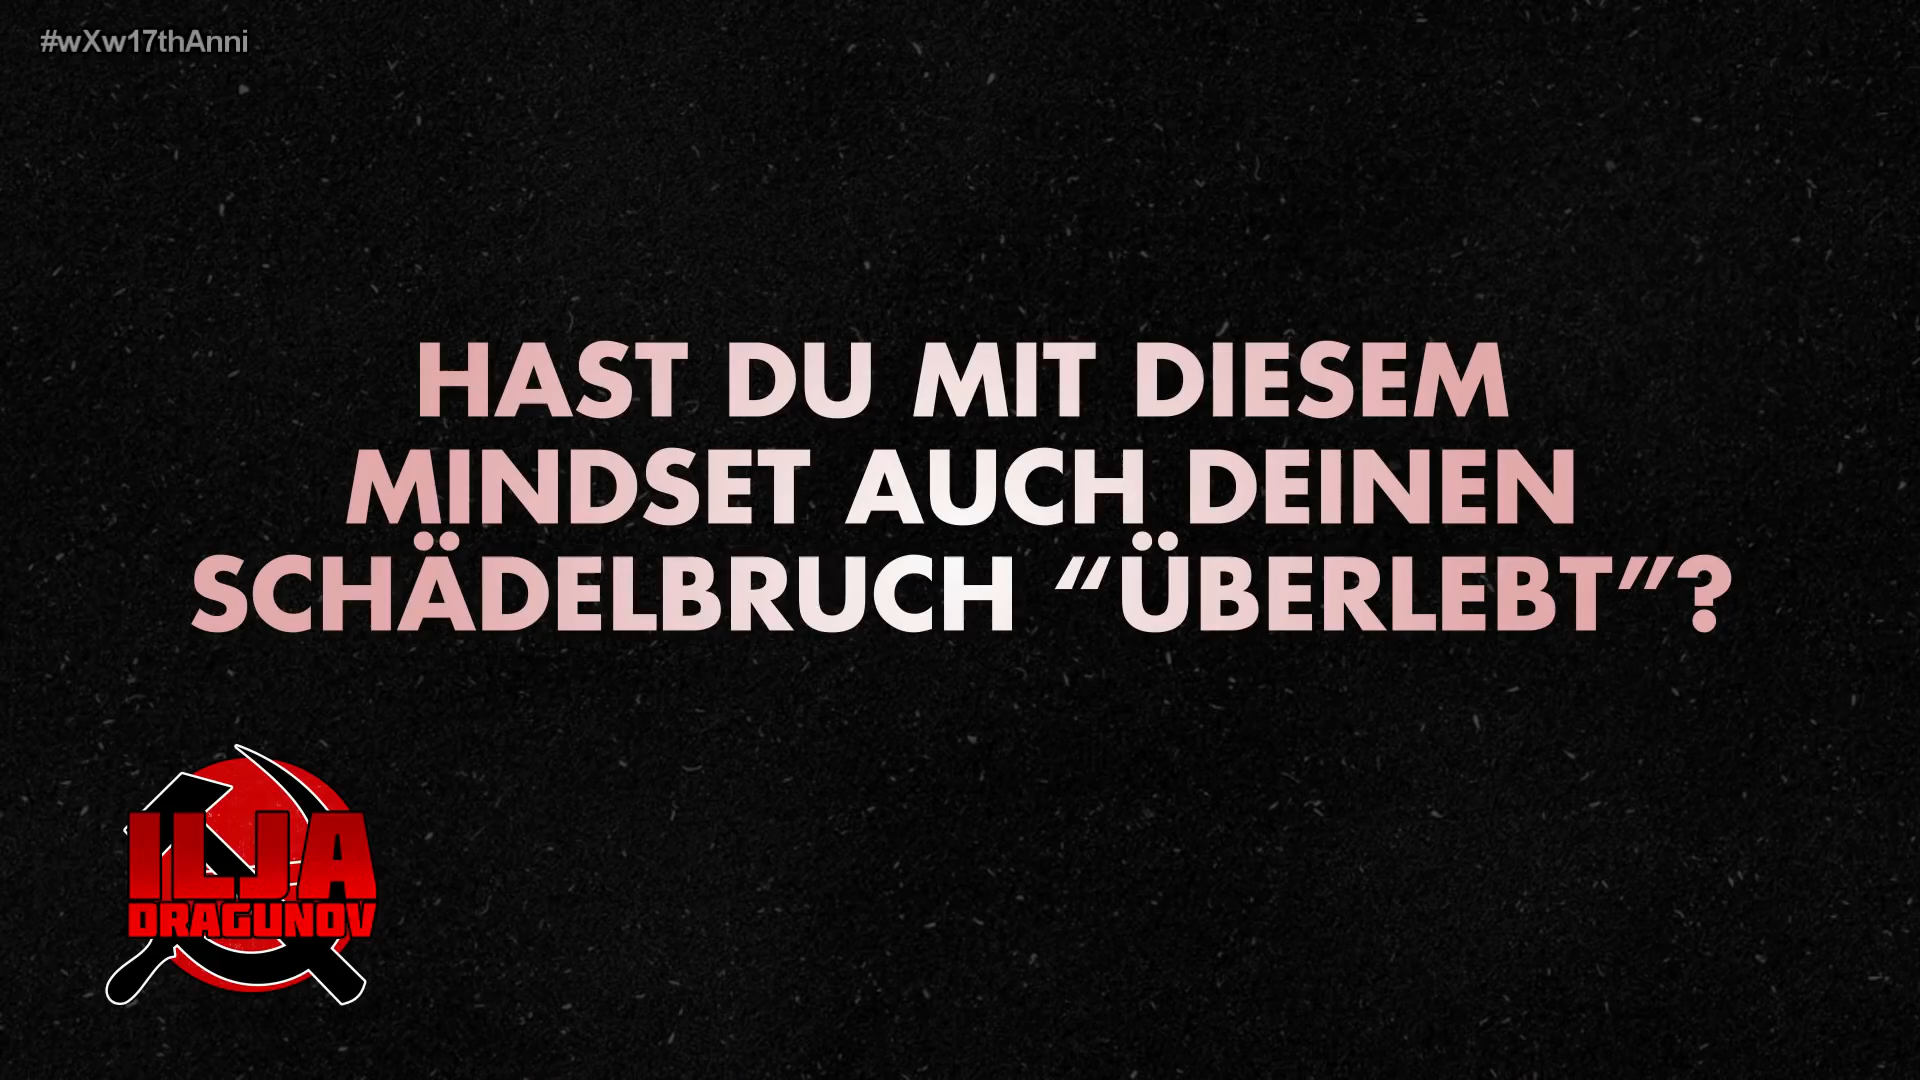 #wXw17thAnni
HAST DU MIT DIESEM
MINDSET AUCH DEINEN
SCHÄDELBRUCH “ÜBERLEBT”?
ILJA
DRAGUNOV